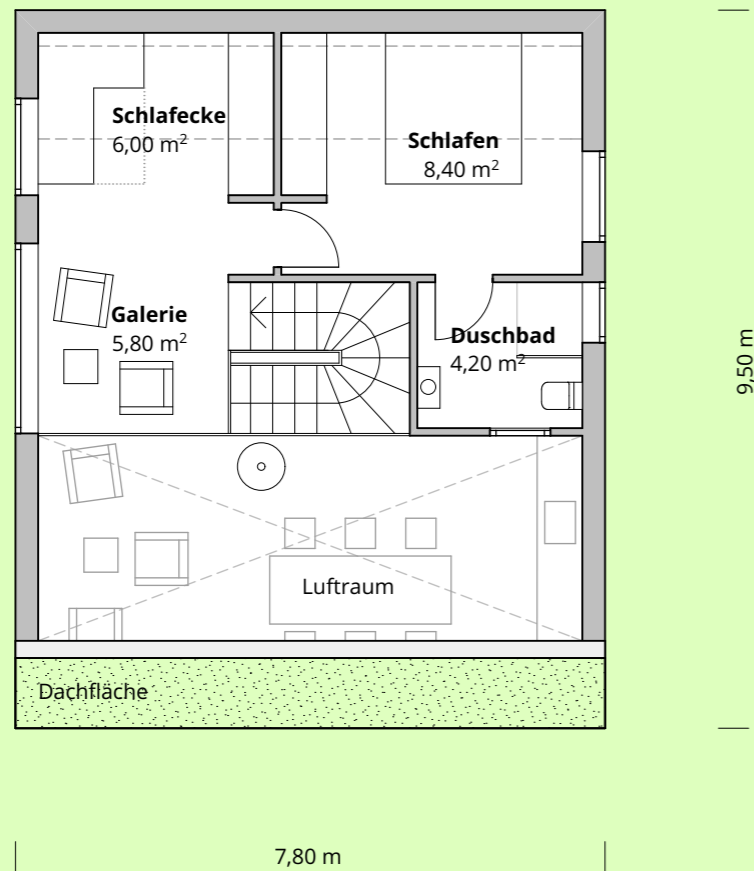 Schlafecke
6,00 m²
Schlafen
8,40 m²
Galerie
5,80 m²
Duschbad
4,20 m²
Luftraum
Dachfläche
9,50 m
7,80 m